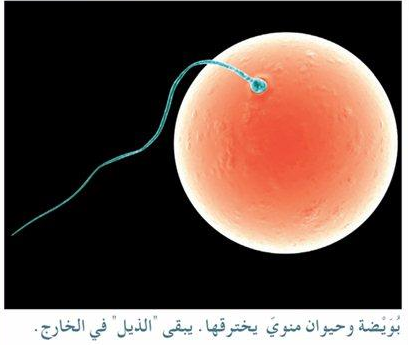 بُوَيْضة وحيوان منويّ يخترقها. يبقى "الذيل" في الخارج.